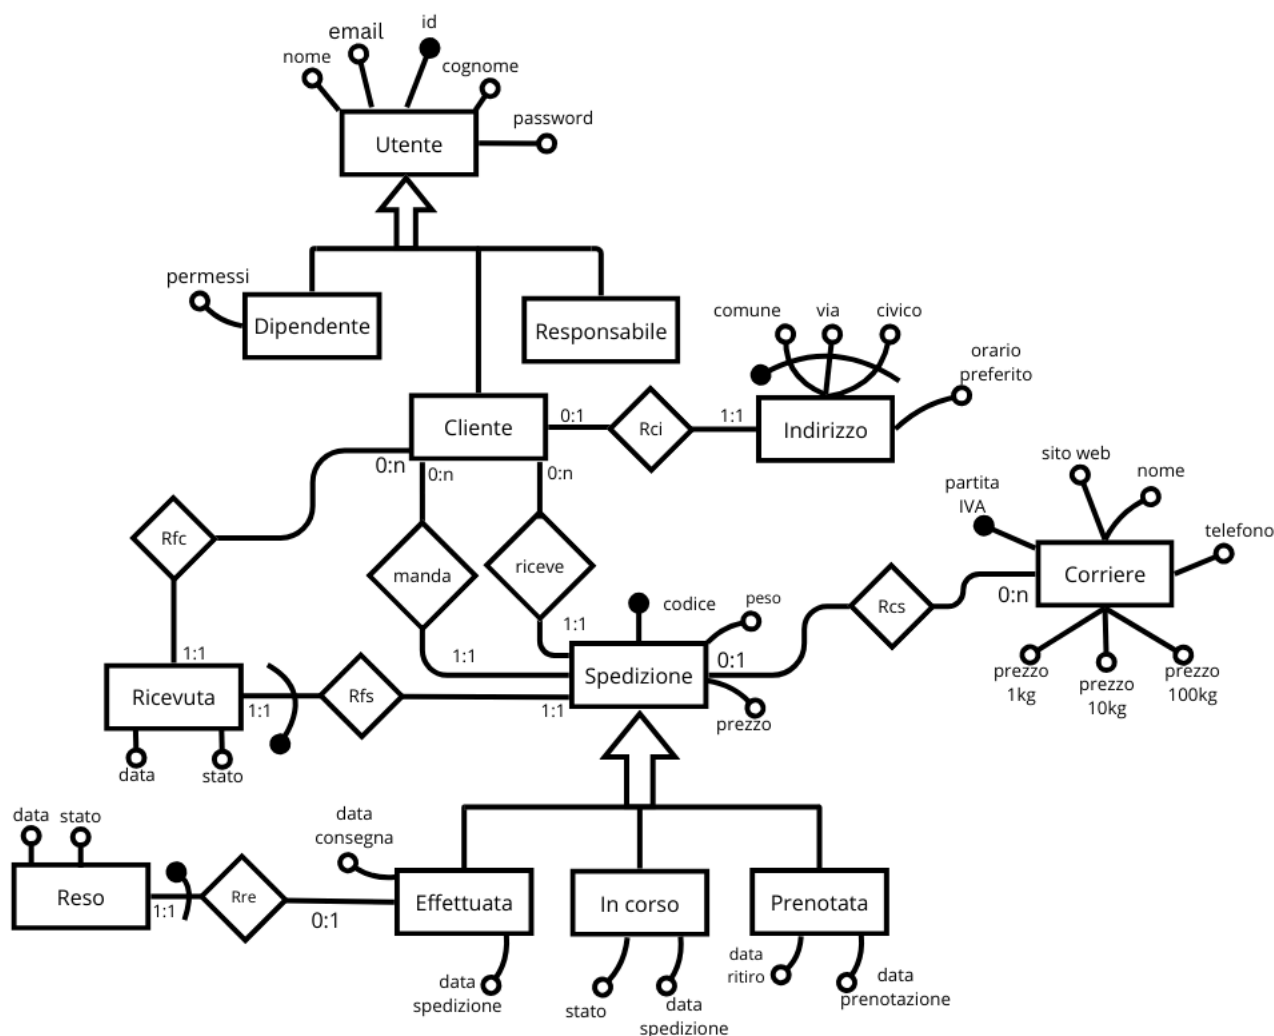 id
email
nome
cognome
password
Utente
permessi
Dipendente
Responsabile
comune
via
civico
orario
preferito
Cliente
0:1
Rci
1:1
Indirizzo
0:n
0:n
0:n
sito web
nome
partita
IVA
telefono
Corriere
0:n
Rfc
manda
riceve
Rcs
codice
peso
1:1
1:1
1:1
Ricevuta
1:1
Rfs
1:1
Spedizione
0:1
prezzo
prezzo
1kg
prezzo
10kg
prezzo
100kg
data
stato
data
stato
data
consegna
Reso
1:1
Rre
0:1
Effettuata
In corso
Prenotata
data
spedizione
stato
data
spedizione
data
ritiro
data
prenotazione